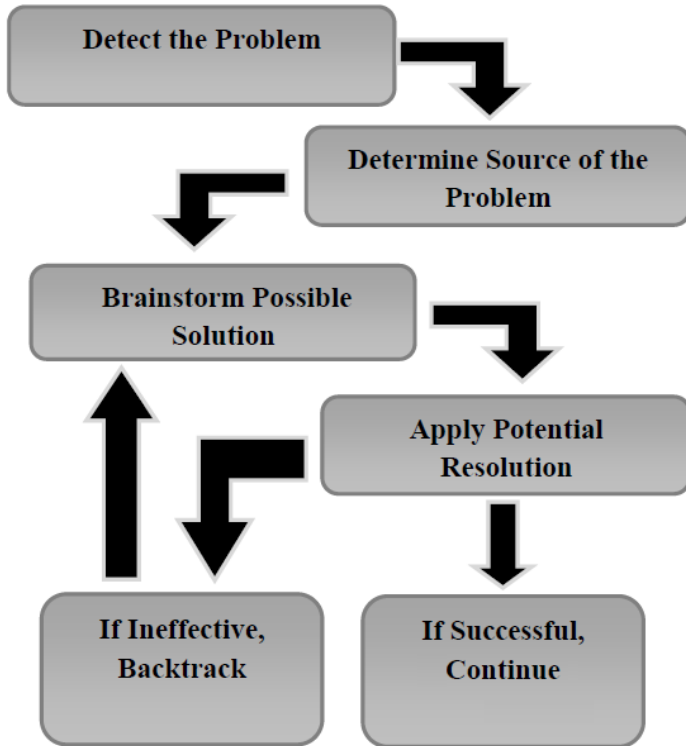 Detect the Problem
Determine Source of the
Problem
Brainstorm Possible
Solution
Apply Potential
Resolution
If Ineffective,
Backtrack
If Successful,
Continue